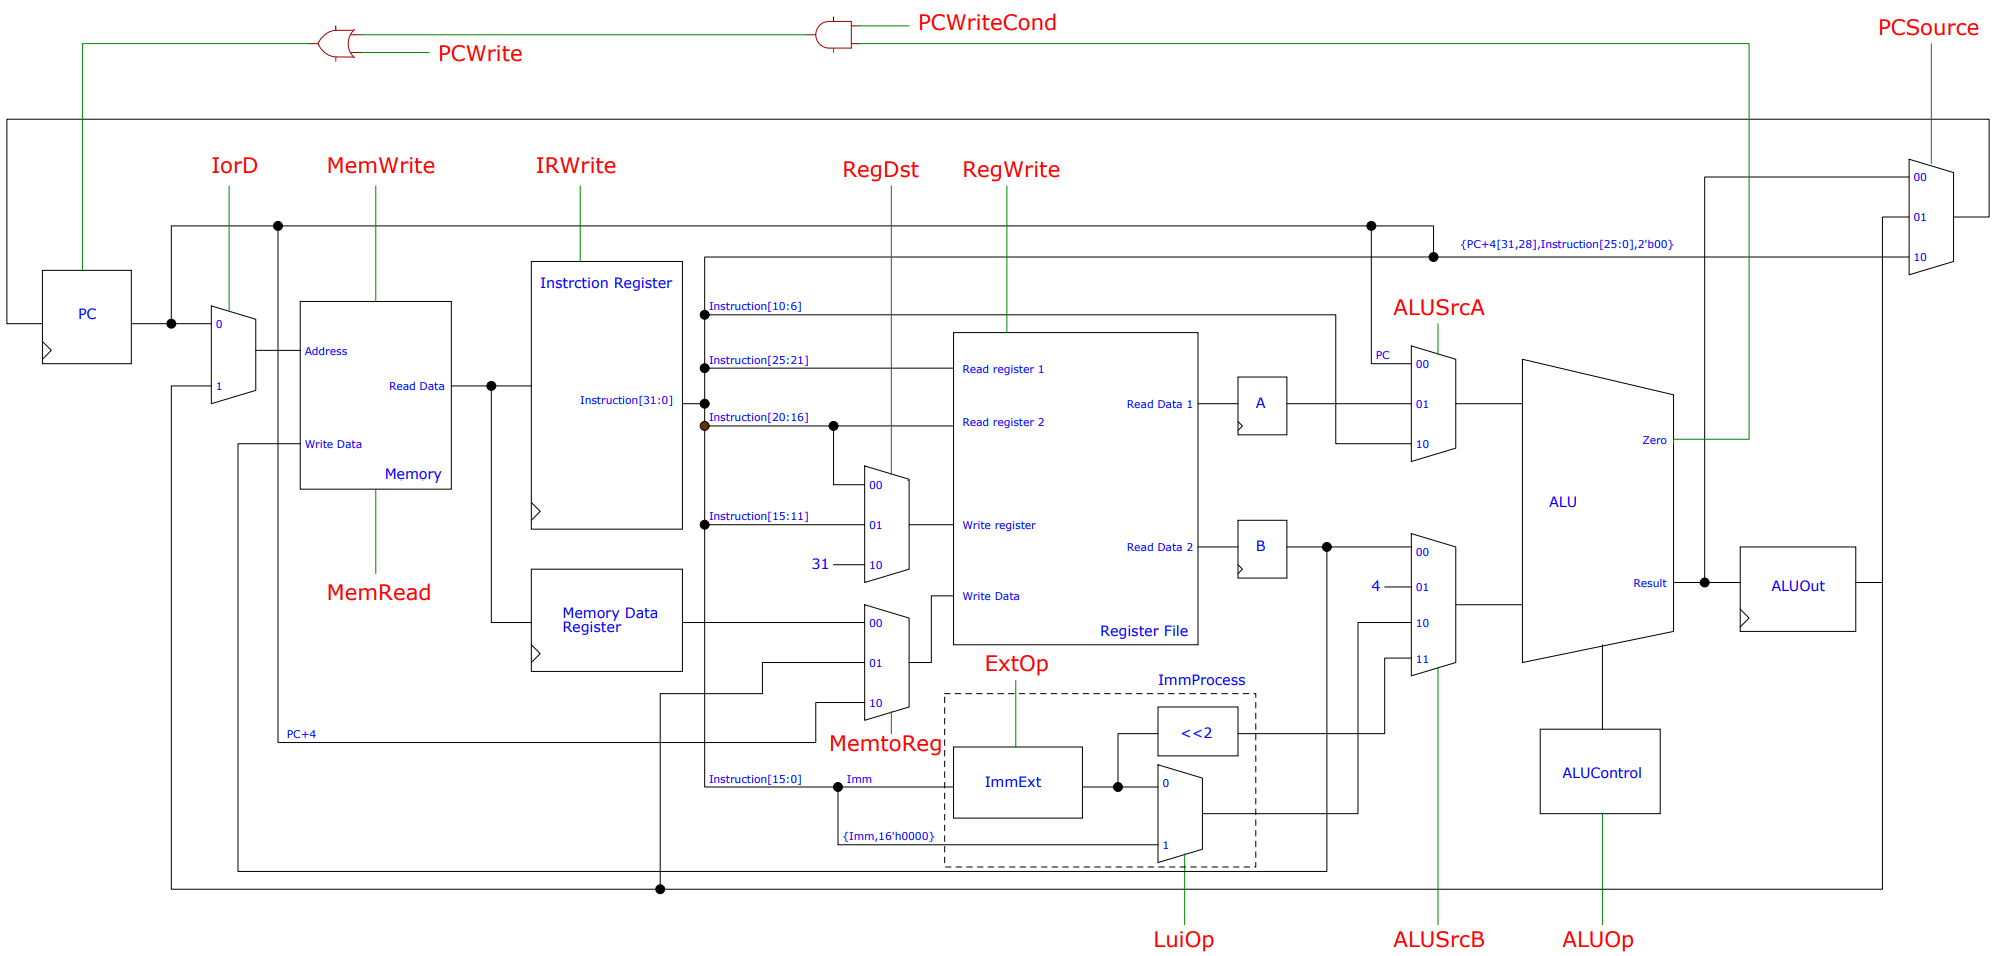 PCWriteCond
PCWrite
PCSource
IorD
MemWrite
IRWrite
RegDst
RegWrite
{PC+4[31,28],Instruction[25:0],2'b00}
00
01
10
PC
0
1
Address
Read Data
Write Data
Memory
MemRead
Instrction Register
Instruction[31:0]
Memory Data
Register
Instruction[10:6]
Instruction[25:21]
Instruction[20:16]
Instruction[15:11]
31
00
01
10
00
01
10
MemtoReg
PC+4
Instruction[15:0]
Imm
{Imm,16'h0000}
Read register 1
Read register 2
Write register
Write Data
Read Data 1
Read Data 2
Register File
ExtOp
ImmProcess
ImmExt
<<2
0
1
LuiOp
A
B
ALUSrcA
PC
00
01
10
4
00
01
10
11
ALUSrcB
Zero
ALU
Result
ALUControl
ALUOp
ALUOut